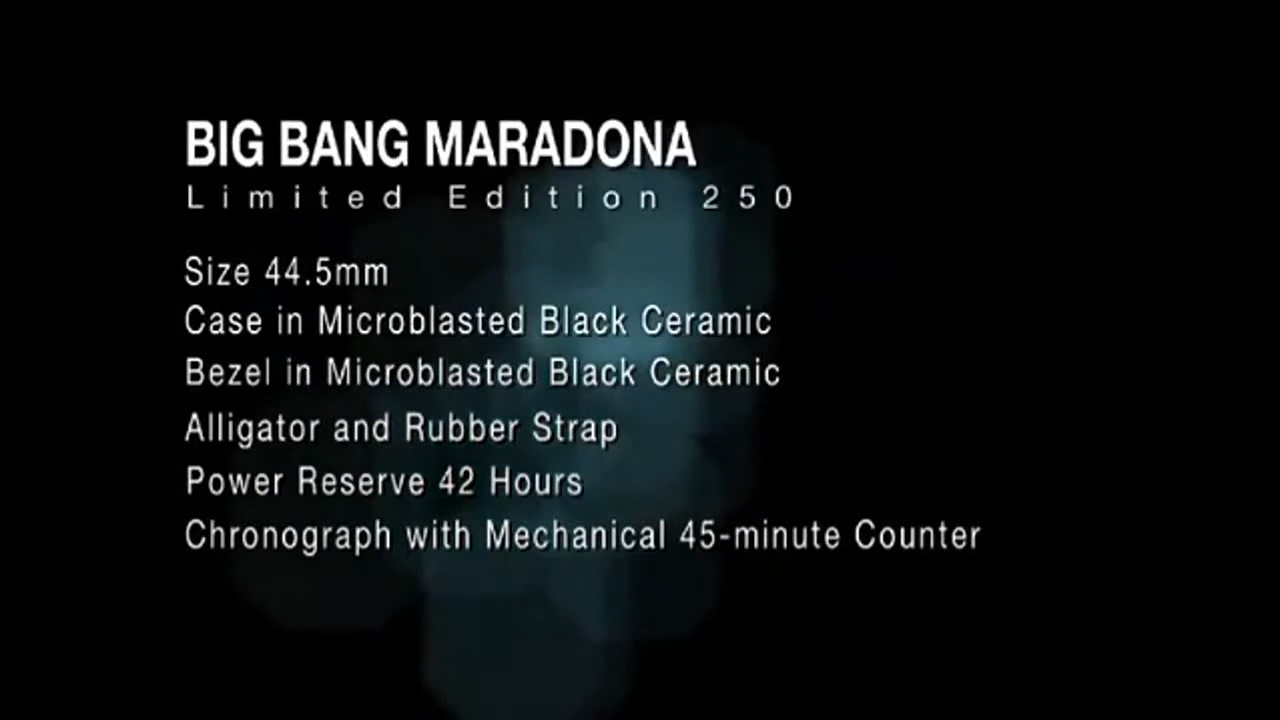 BIG BANG MARADONA
Limited Edition 250
Size 44.5mm
Case in Microblasted Black Ceramic
Bezel in Microblasted Black Ceramic
Alligator and Rubber Strap
Power Reserve 42 Hours
Chronograph with Mechanical 45-minute Counter